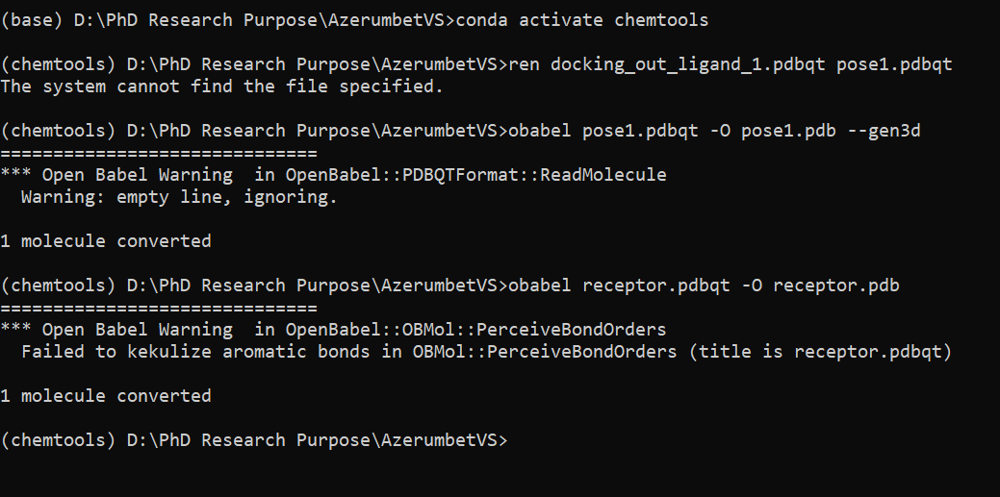 (base) D:\PhD Research Purpose\AzerumbetVS>conda activate chemtools
(chemtools) D:\PhD Research Purpose\AzerumbetVS>ren docking_out_ligand_1.pdbqt pose1.pdbqt
The system cannot find the file specified.
(chemtools) D:\PhD Research Purpose\AzerumbetVS>obabel pose1.pdbqt -O pose1.pdb --gen3d
==============================
*** Open Babel Warning  in OpenBabel::PDBQTFormat::ReadMolecule
  Warning: empty line, ignoring.
1 molecule converted
(chemtools) D:\PhD Research Purpose\AzerumbetVS>obabel receptor.pdbqt -O receptor.pdb
==============================
*** Open Babel Warning  in OpenBabel::OBMol::PerceiveBondOrders
  Failed to kekulize aromatic bonds in OBMol::PerceiveBondOrders (title is receptor.pdbqt)
1 molecule converted
(chemtools) D:\PhD Research Purpose\AzerumbetVS>